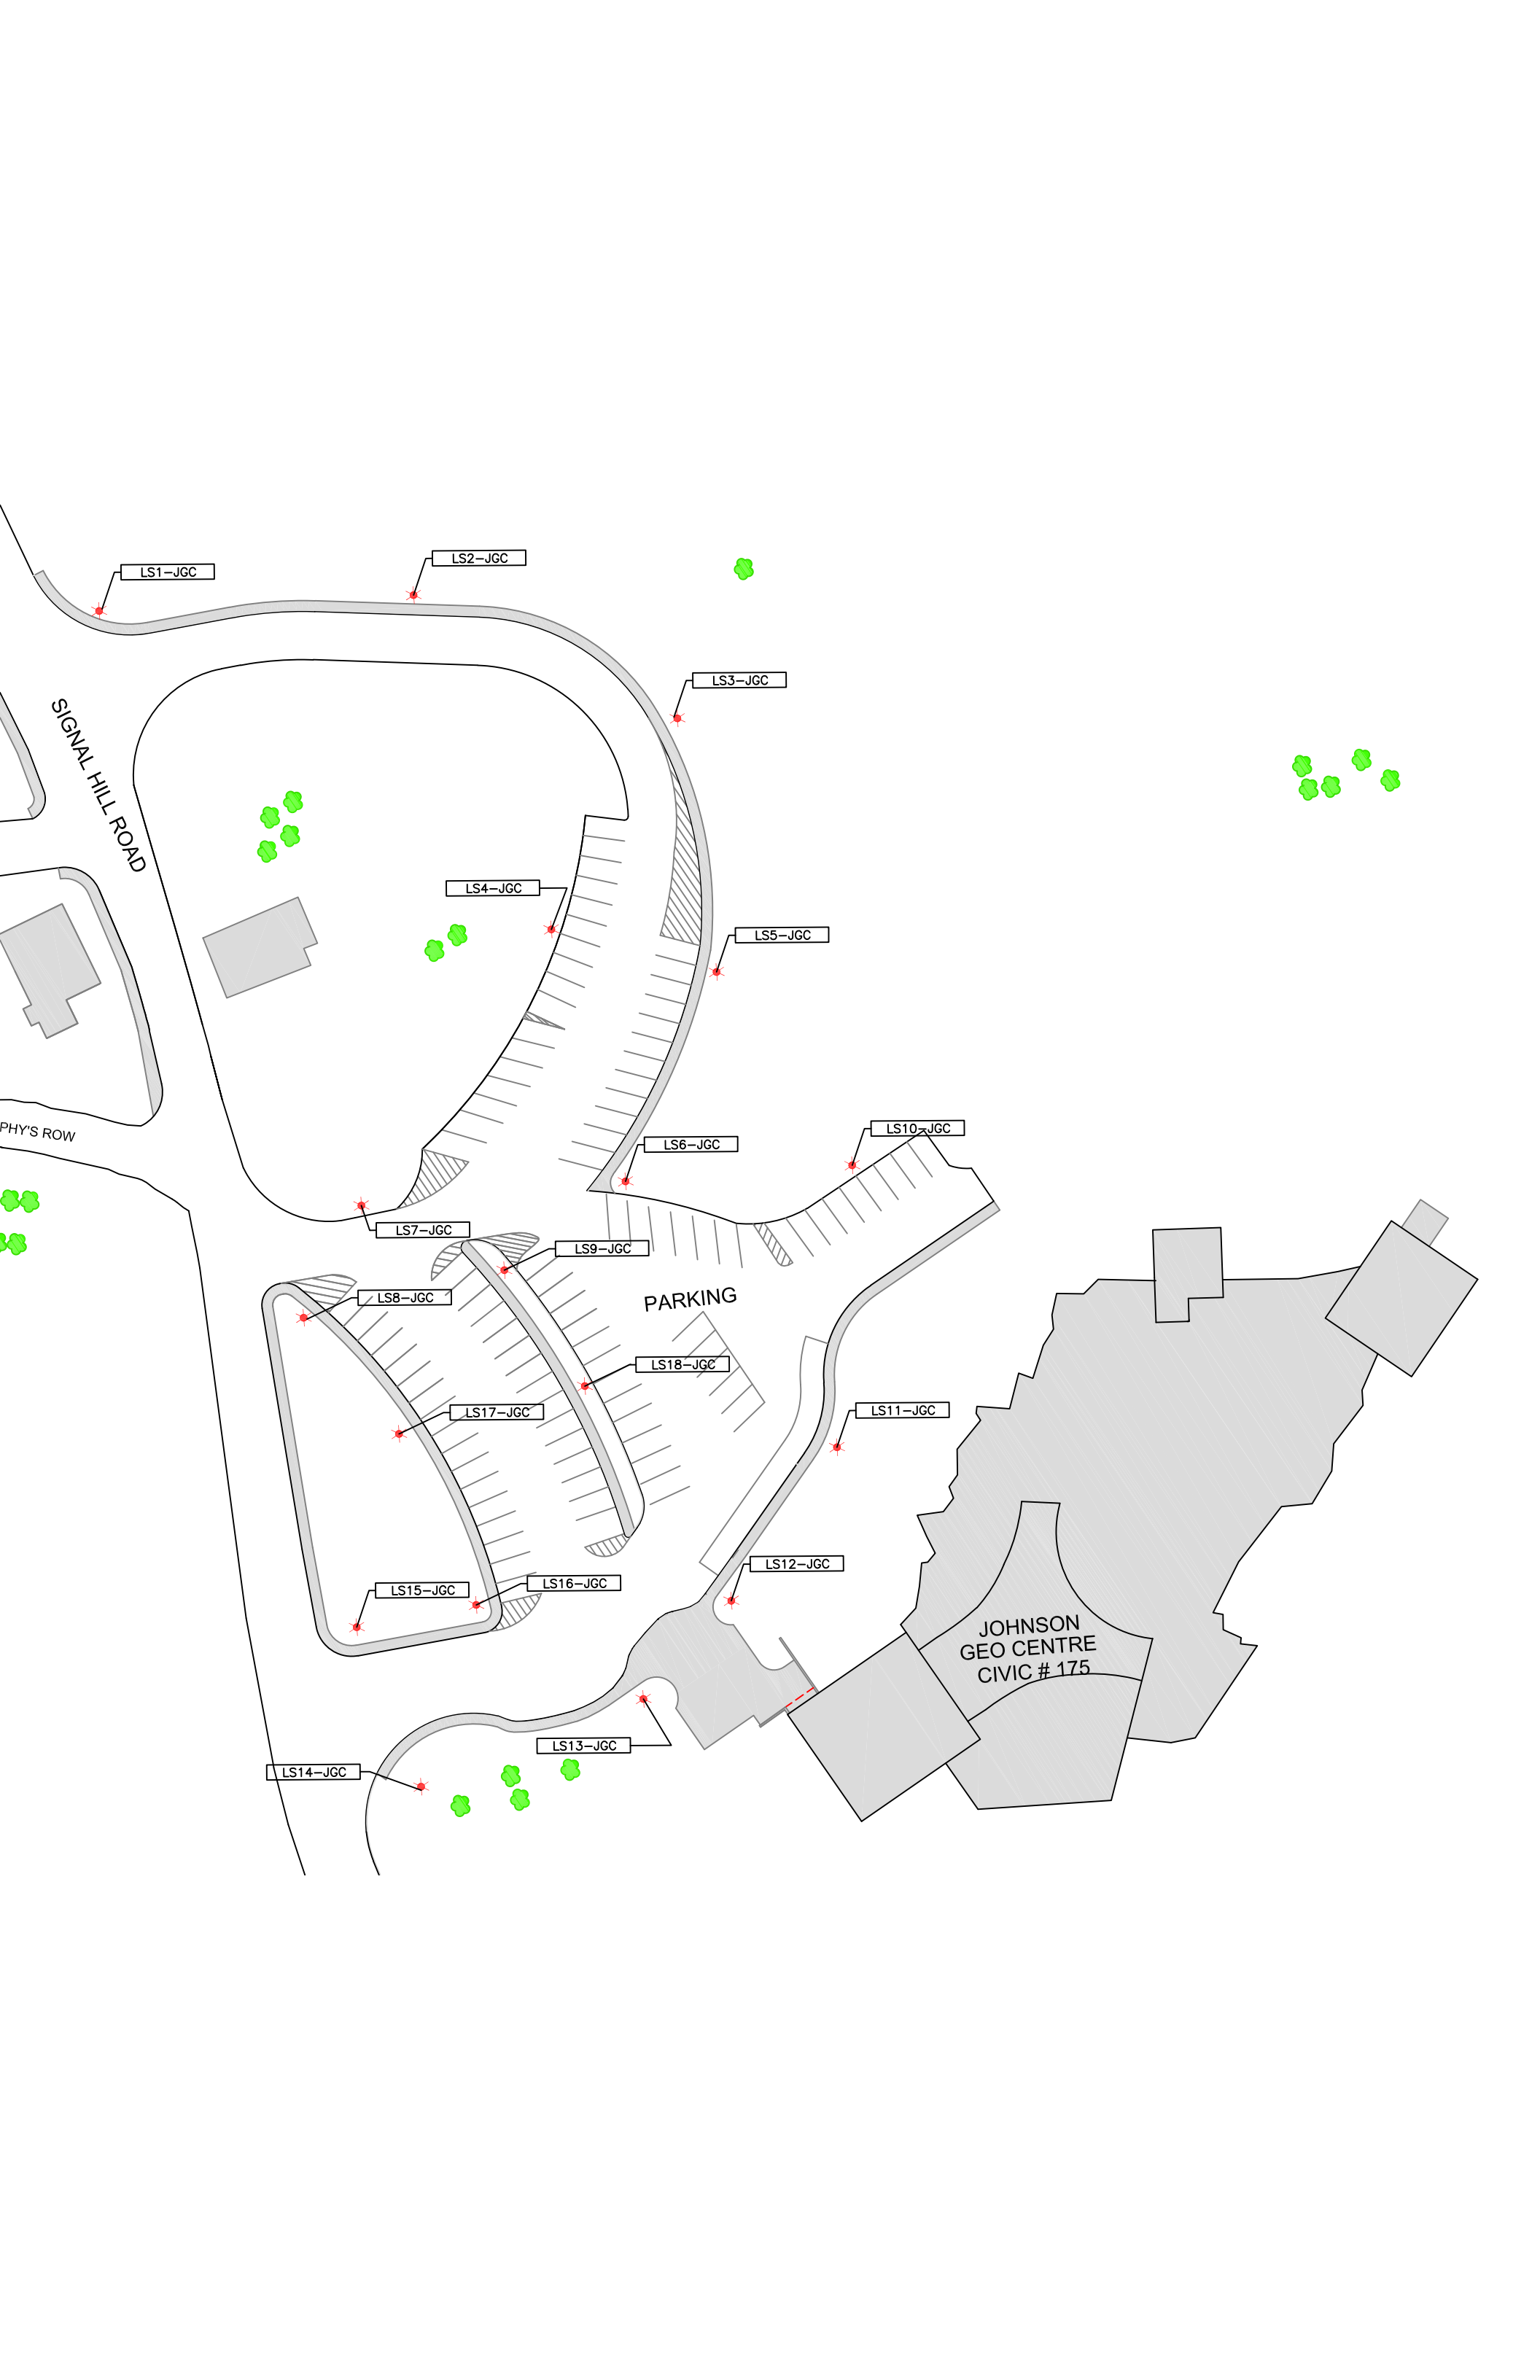 LS2-JGC
LS1-JGC
LS3-JGC
SIGNAL HILL ROAD
LS4-JGC
LS5-JGC
LS10-JGC
PHY'S ROW
LS6-JGC
LS7-JGC
LS9-JGC
LS8-JGC
PARKING
LS18-JGC
LS11-JGC
LS17-JGC
LS12-JGC
LS16-JGC
LS15-JGC
JOHNSON
GEO CENTRE
CIVIC # 175
LS13-JGC
LS14-JGC